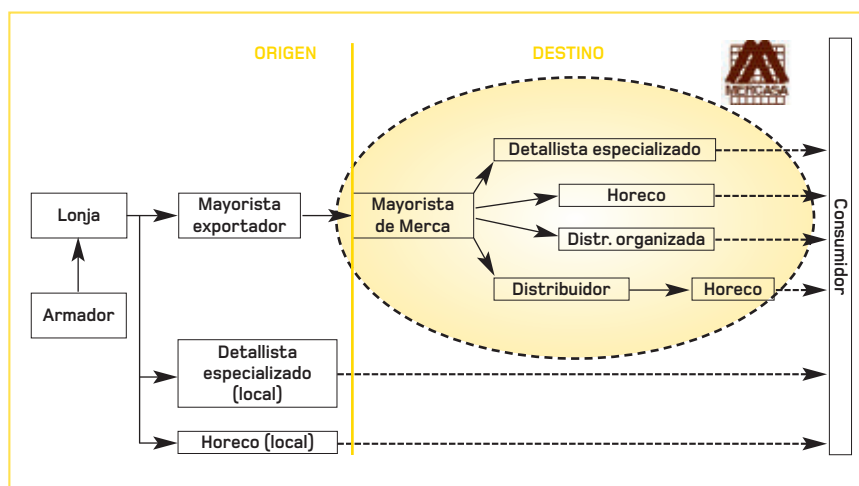 ORIGEN
DESTINO
MERCASA
Detallista especializado
Lonja
Mayorista
exportador
Mayorista
de Merca
Horeco
Distr. organizada
Distribuidor
Horeco
Armador
Detallista
especializado
(local)
Horeco (local)
Consumidor